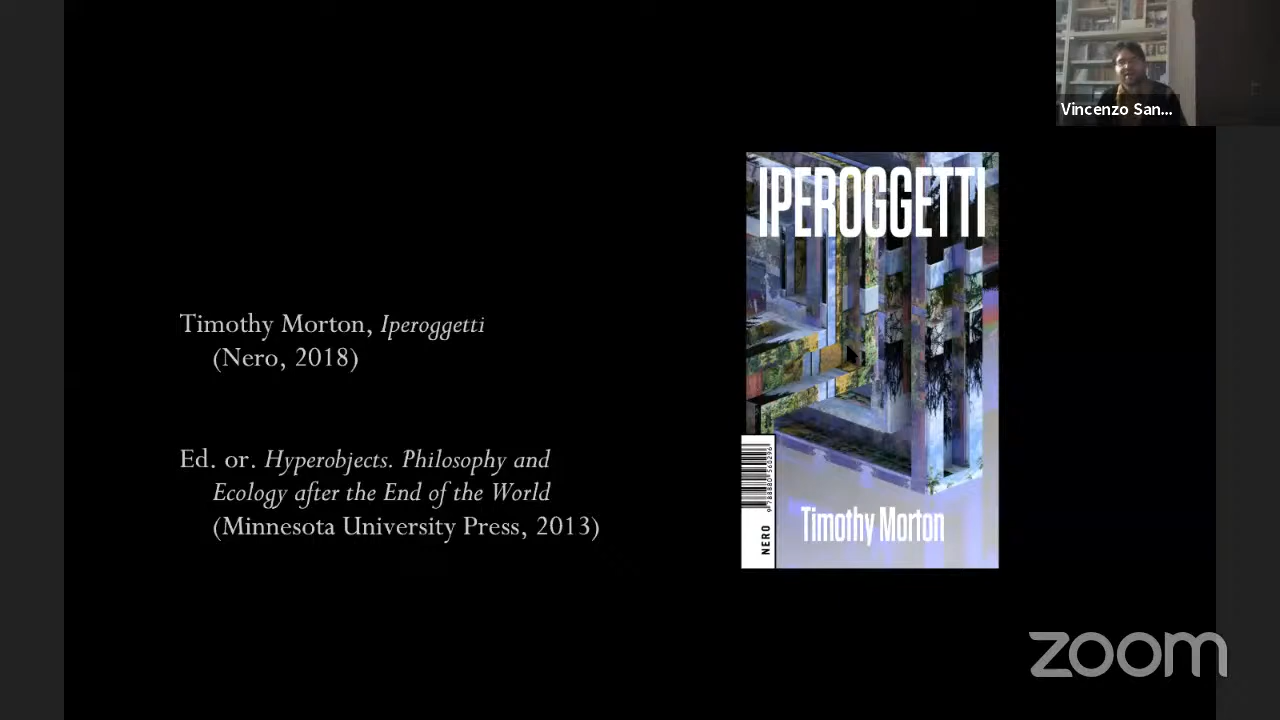 Vincenzo San...
IPEROGGETTI
Timothy Morton, Iperoggetti
(Nero, 2018)
Ed. or. Hyperobjects. Philosophy and
Ecology after the End of the World
(Minnesota University Press, 2013)
NERO
Timothy Morton
zoom